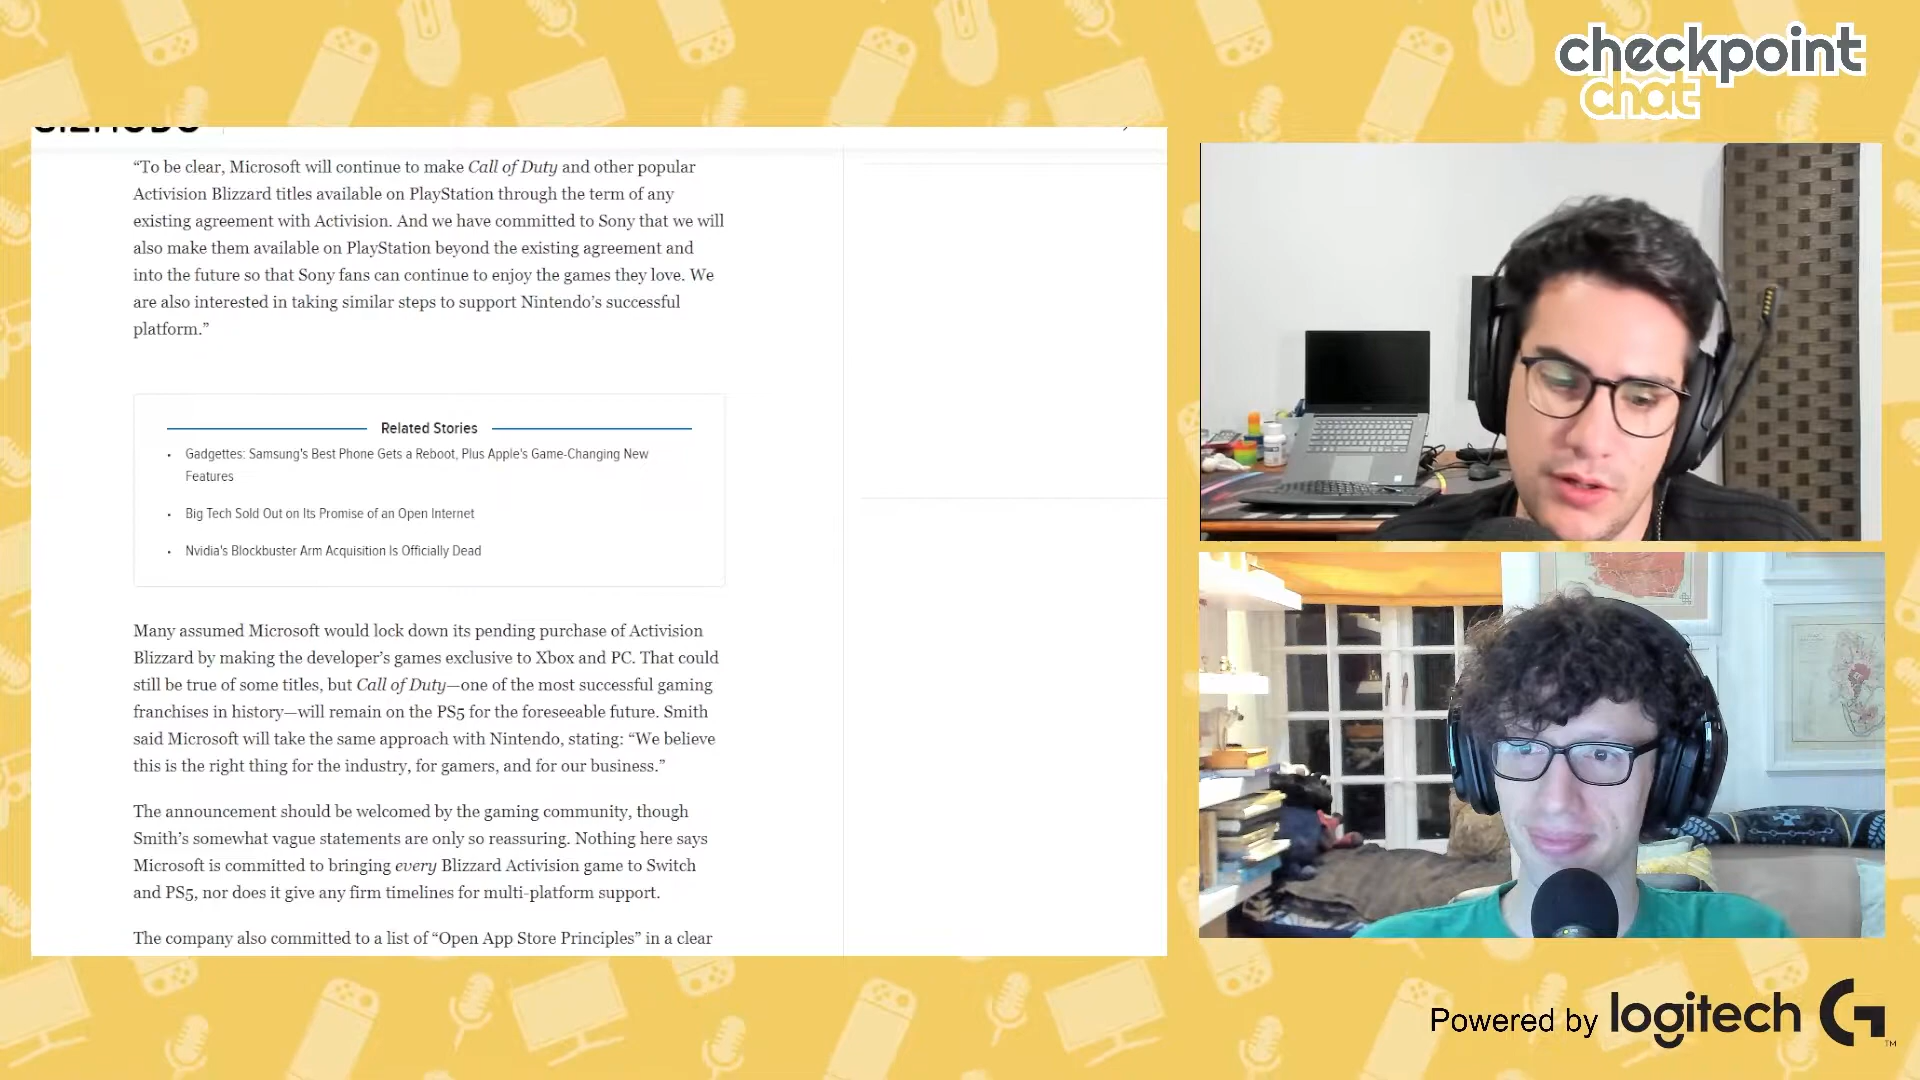 checkpoint
chat
GIZMODO
“To be clear, Microsoft will continue to make Call of Duty and other popular
Activision Blizzard titles available on PlayStation through the term of any
existing agreement with Activision. And we have committed to Sony that we will
also make them available on PlayStation beyond the existing agreement and
into the future so that Sony fans can continue to enjoy the games they love. We
are also interested in taking similar steps to support Nintendo’s successful
platform.”
Related Stories
• Gadgettes: Samsung's Best Phone Gets a Reboot, Plus Apple's Game-Changing New
Features
• Big Tech Sold Out on Its Promise of an Open Internet
• Nvidia's Blockbuster Arm Acquisition Is Officially Dead
Many assumed Microsoft would lock down its pending purchase of Activision
Blizzard by making the developer’s games exclusive to Xbox and PC. That could
still be true of some titles, but Call of Duty—one of the most successful gaming
franchises in history—will remain on the PS5 for the foreseeable future. Smith
said Microsoft will take the same approach with Nintendo, stating: “We believe
this is the right thing for the industry, for gamers, and for our business.”
The announcement should be welcomed by the gaming community, though
Smith’s somewhat vague statements are only so reassuring. Nothing here says
Microsoft is committed to bringing every Blizzard Activision game to Switch
and PS5, nor does it give any firm timelines for multi-platform support.
The company also committed to a list of “Open App Store Principles” in a clear
Powered by logitech G™